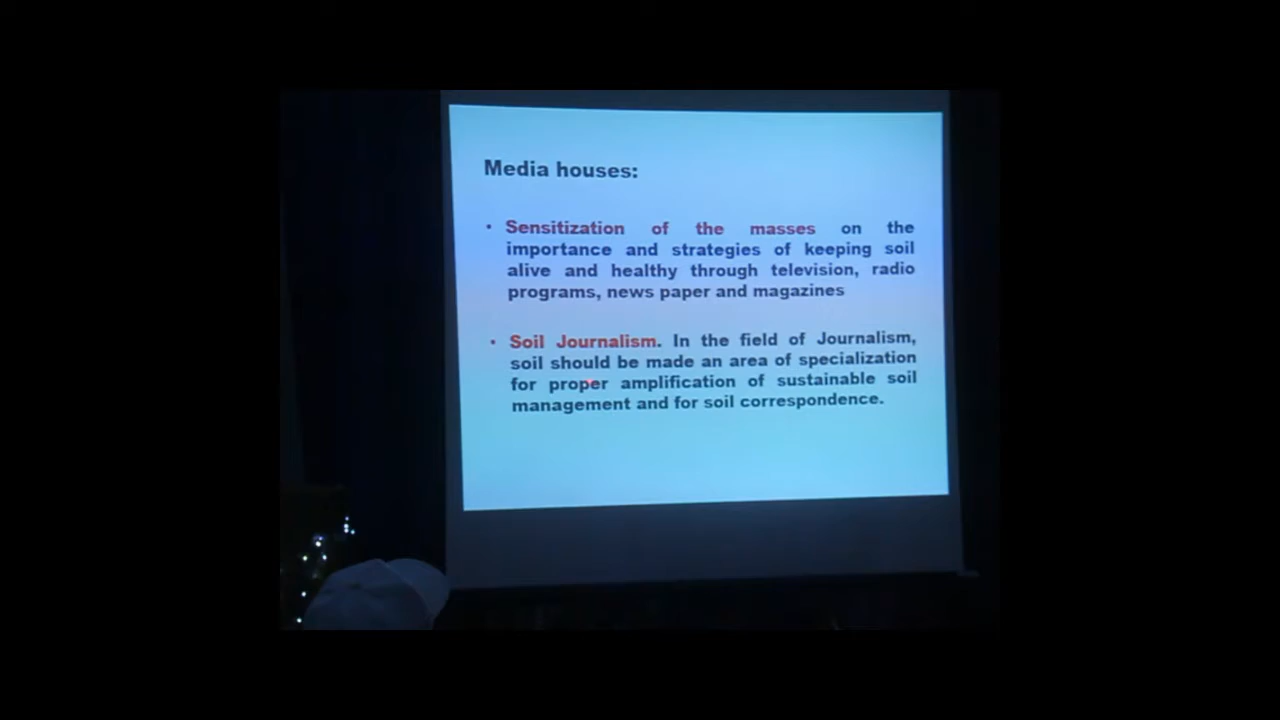 Media houses:
• Sensitization of the masses on the
importance and strategies of keeping soil
alive and healthy through television, radio
programs, news paper and magazines
• Soil Journalism. In the field of Journalism,
soil should be made an area of specialization
for proper amplification of sustainable soil
management and for soil correspondence.